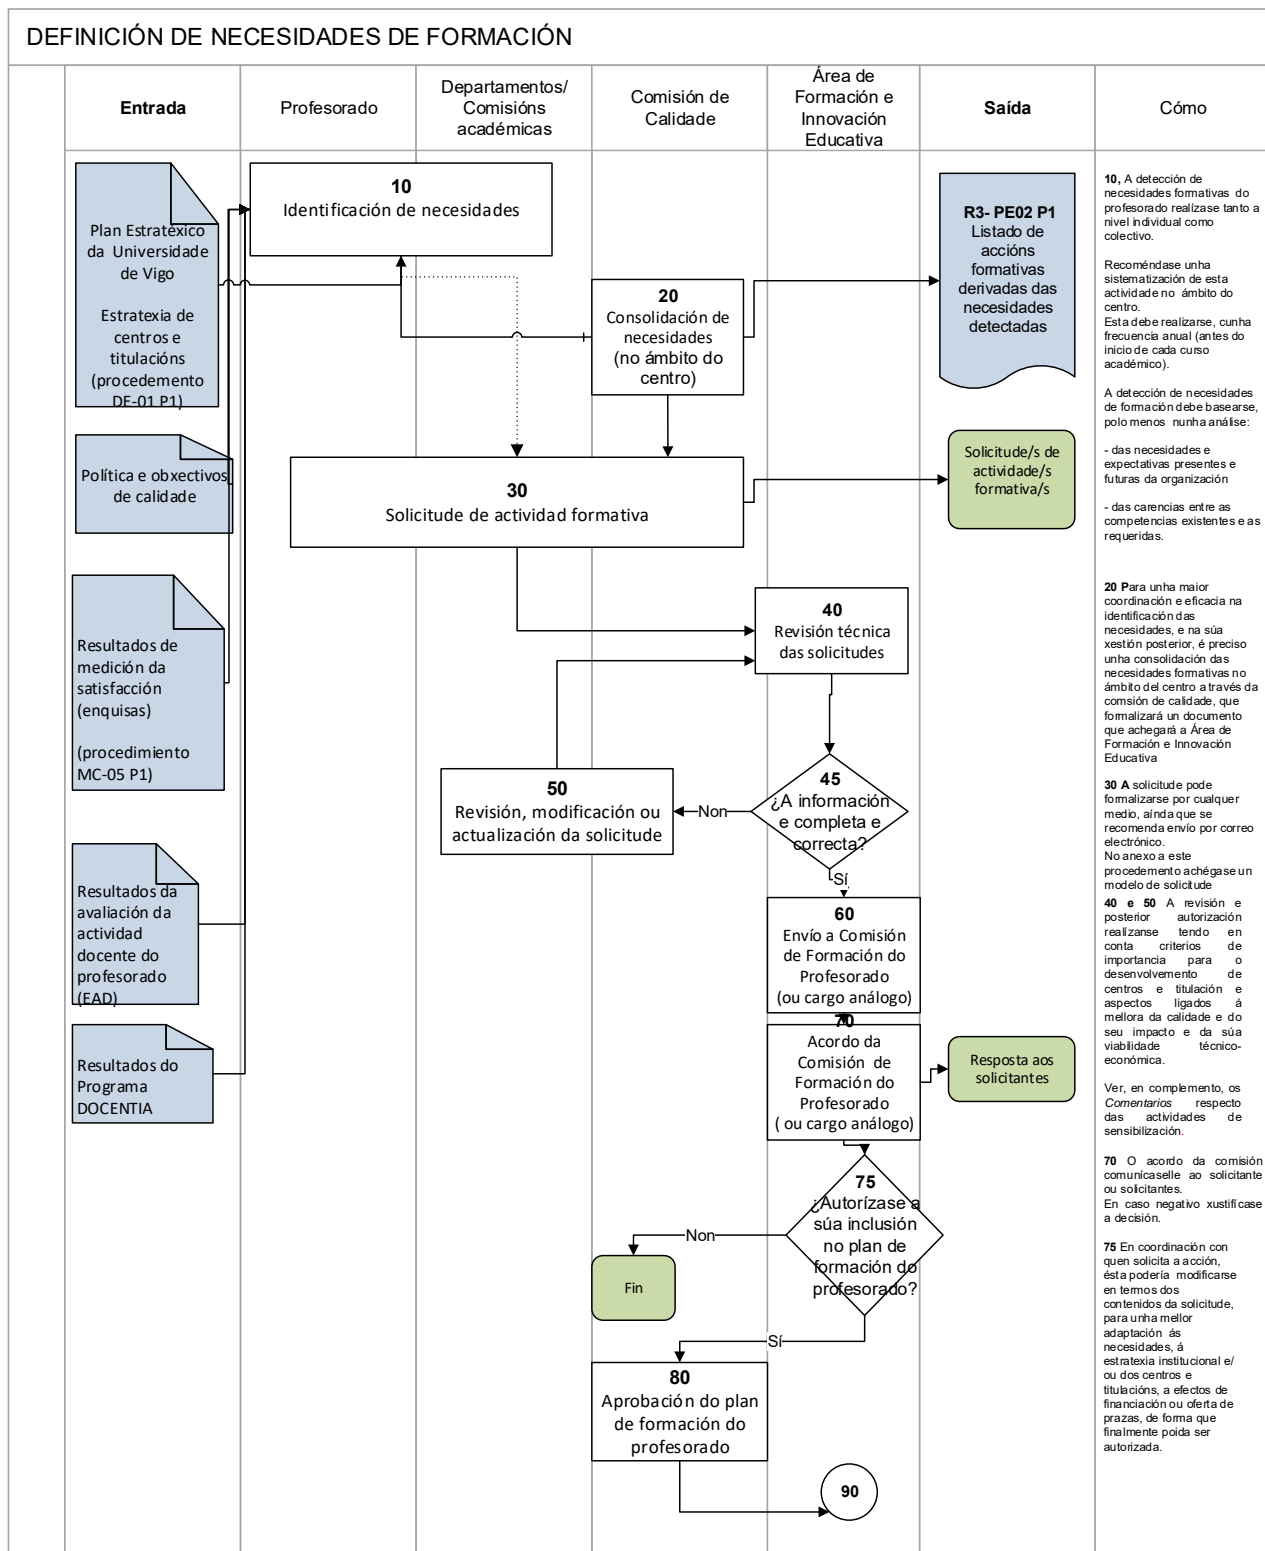 DEFINICIÓN DE NECESIDADES DE FORMACIÓN
Entrada
Profesorado
Departamentos/
Comisións
académicas
Comisión de
Calidade
Área de
Formación e
Innovación
Educativa
Saída
Cómo
Plan Estratéxico
da Universidade
de Vigo
Estratexia de
centros e
titulacións
(procedemento
DE-01 P1)
Política e obxectivos
de calidade
Resultados de
medición da
satisfacción
(enquisas)
(procedimiento
MC-05 P1)
Resultados da
avaliación da
actividad
docente do
profesorado
(EAD)
Resultados do
Programa
DOCENTIA
10
Identificación de necesidades
20
Consolidación de
necesidades
(no ámbito do
centro)
30
Solicitude de actividad formativa
40
Revisión técnica
das solicitudes
45
¿A información
e completa e
correcta?
Non
50
Revisión, modificación ou
actualización da solicitude
Sí
60
Envío a Comisión
de Formación do
Profesorado
(ou cargo análogo)
70
Acordo da
Comisión de
Formación do
Profesorado
( ou cargo análogo)
75
¿Autorízase a
súa inclusión
no plan de
formación do
profesorado?
Non
Fin
Sí
80
Aprobación do plan
de formación do
profesorado
90
R3- PE02 P1
Listado de
accións
formativas
derivadas das
necesidades
detectadas
Solicitude/s de
actividade/s
formativa/s
Resposta aos
solicitantes
10, A detección de
necesidades formativas do
profesorado realízase tanto a
nivel individual como
colectivo.
Recoméndase unha
sistematización de esta
actividade no ámbito do
centro.
Esta debe realizarse, cunha
frecuencia anual (antes do
inicio de cada curso
académico).
A detección de necesidades
de formación debe basearse,
polo menos nunha análise:
- das necesidades e
expectativas presentes e
futuras da organización
- das carencias entre as
competencias existentes e as
requeridas.
20 Para unha maior
coordinación e eficacia na
identificación das
necesidades, e na súa
xestión posterior, é preciso
unha consolidación das
necesidades formativas no
ámbito del centro a través da
comsión de calidade, que
formalizará un documento
que achegará a Área de
Formación e Innovación
Educativa
30 A solicitude pode
formalizarse por cualquer
medio, aínda que se
recomenda envío por correo
electrónico.
No anexo a este
procedemento achégase un
modelo de solicitude
40 e 50 A revisión e
posterior autorización
realízanse tendo en
conta criterios de
importancia para o
desenvolvemento de
centros e titulación e
aspectos ligados á
mellora da calidade e do
seu impacto e da súa
viabilidade técnico-
económica.
Ver, en complemento, os
Comentarios respecto
das actividades de
sensibilización.
70 O acordo da comisión
comunícaselle ao solicitante
ou solicitantes.
En caso negativo xustifícase
a decisión.
75 En coordinación con
quen solicita a acción,
ésta podería modificarse
en termos dos
contenidos da solicitude,
para unha mellor
adaptación ás
necesidades, á
estratexia institucional e/
ou dos centros e
titulacións, a efectos de
financiación ou oferta de
prazas, de forma que
finalmente poida ser
autorizada.